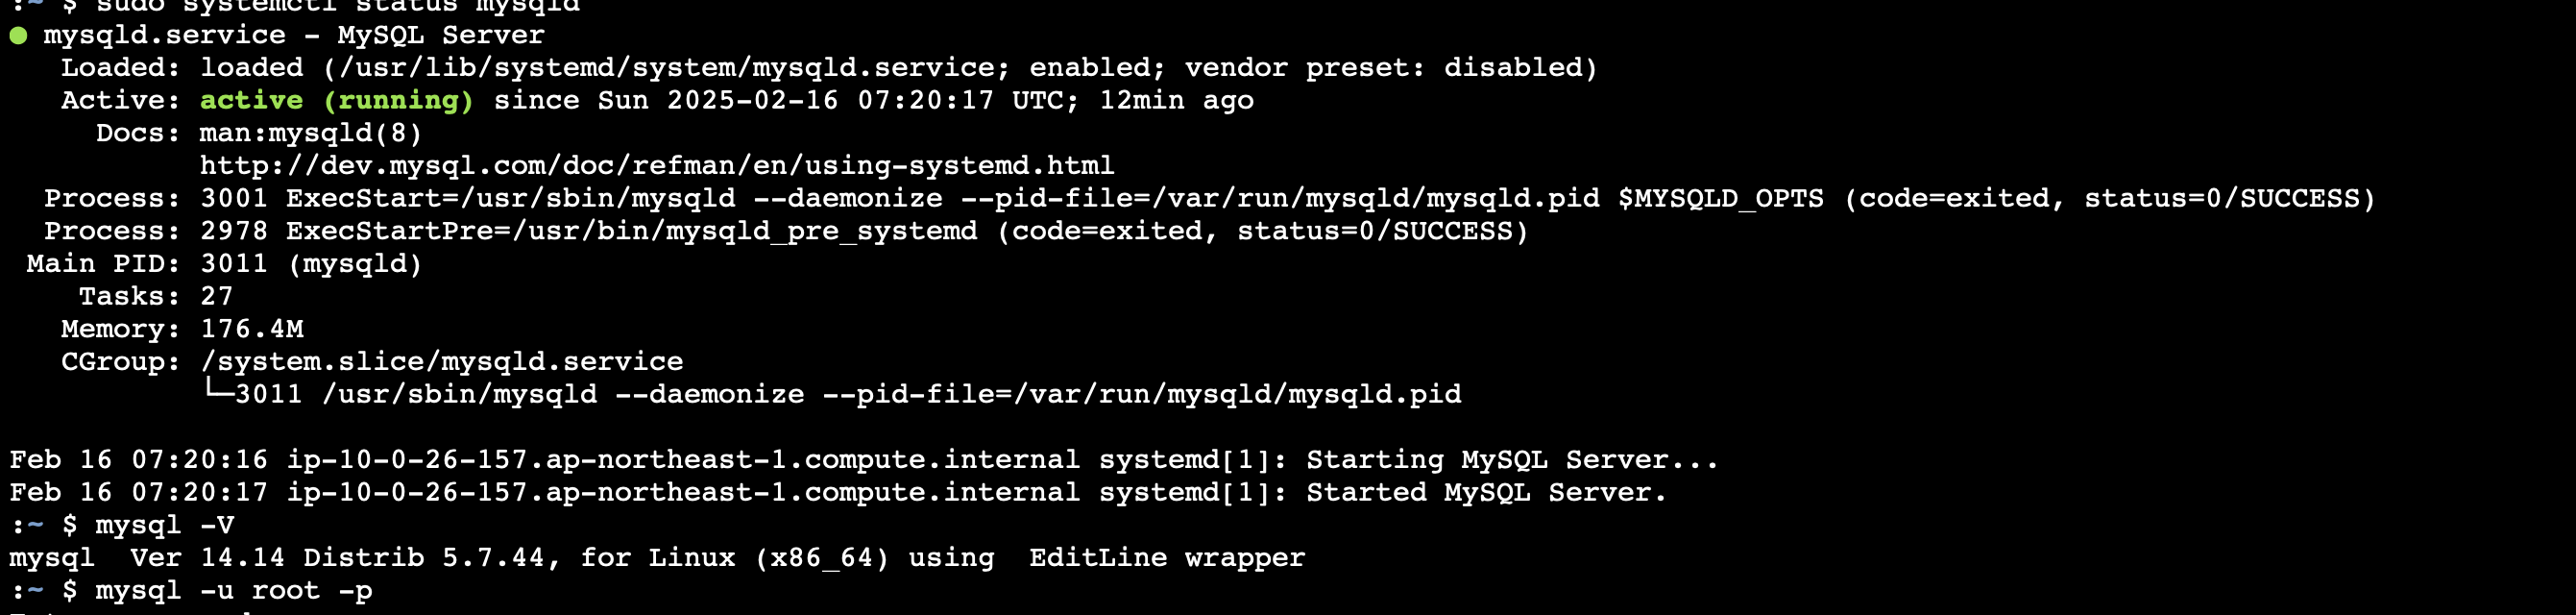 :~ $ sudo systemctl status mysqld
● mysqld.service - MySQL Server
   Loaded: loaded (/usr/lib/systemd/system/mysqld.service; enabled; vendor preset: disabled)
   Active: active (running) since Sun 2025-02-16 07:20:17 UTC; 12min ago
     Docs: man:mysqld(8)
           http://dev.mysql.com/doc/refman/en/using-systemd.html
  Process: 3001 ExecStart=/usr/sbin/mysqld --daemonize --pid-file=/var/run/mysqld/mysqld.pid $MYSQLD_OPTS (code=exited, status=0/SUCCESS)
  Process: 2978 ExecStartPre=/usr/bin/mysqld_pre_systemd (code=exited, status=0/SUCCESS)
 Main PID: 3011 (mysqld)
    Tasks: 27
   Memory: 176.4M
   CGroup: /system.slice/mysqld.service
           └─3011 /usr/sbin/mysqld --daemonize --pid-file=/var/run/mysqld/mysqld.pid

Feb 16 07:20:16 ip-10-0-26-157.ap-northeast-1.compute.internal systemd[1]: Starting MySQL Server...
Feb 16 07:20:17 ip-10-0-26-157.ap-northeast-1.compute.internal systemd[1]: Started MySQL Server.
:~ $ mysql -V
mysql  Ver 14.14 Distrib 5.7.44, for Linux (x86_64) using  EditLine wrapper
:~ $ mysql -u root -p